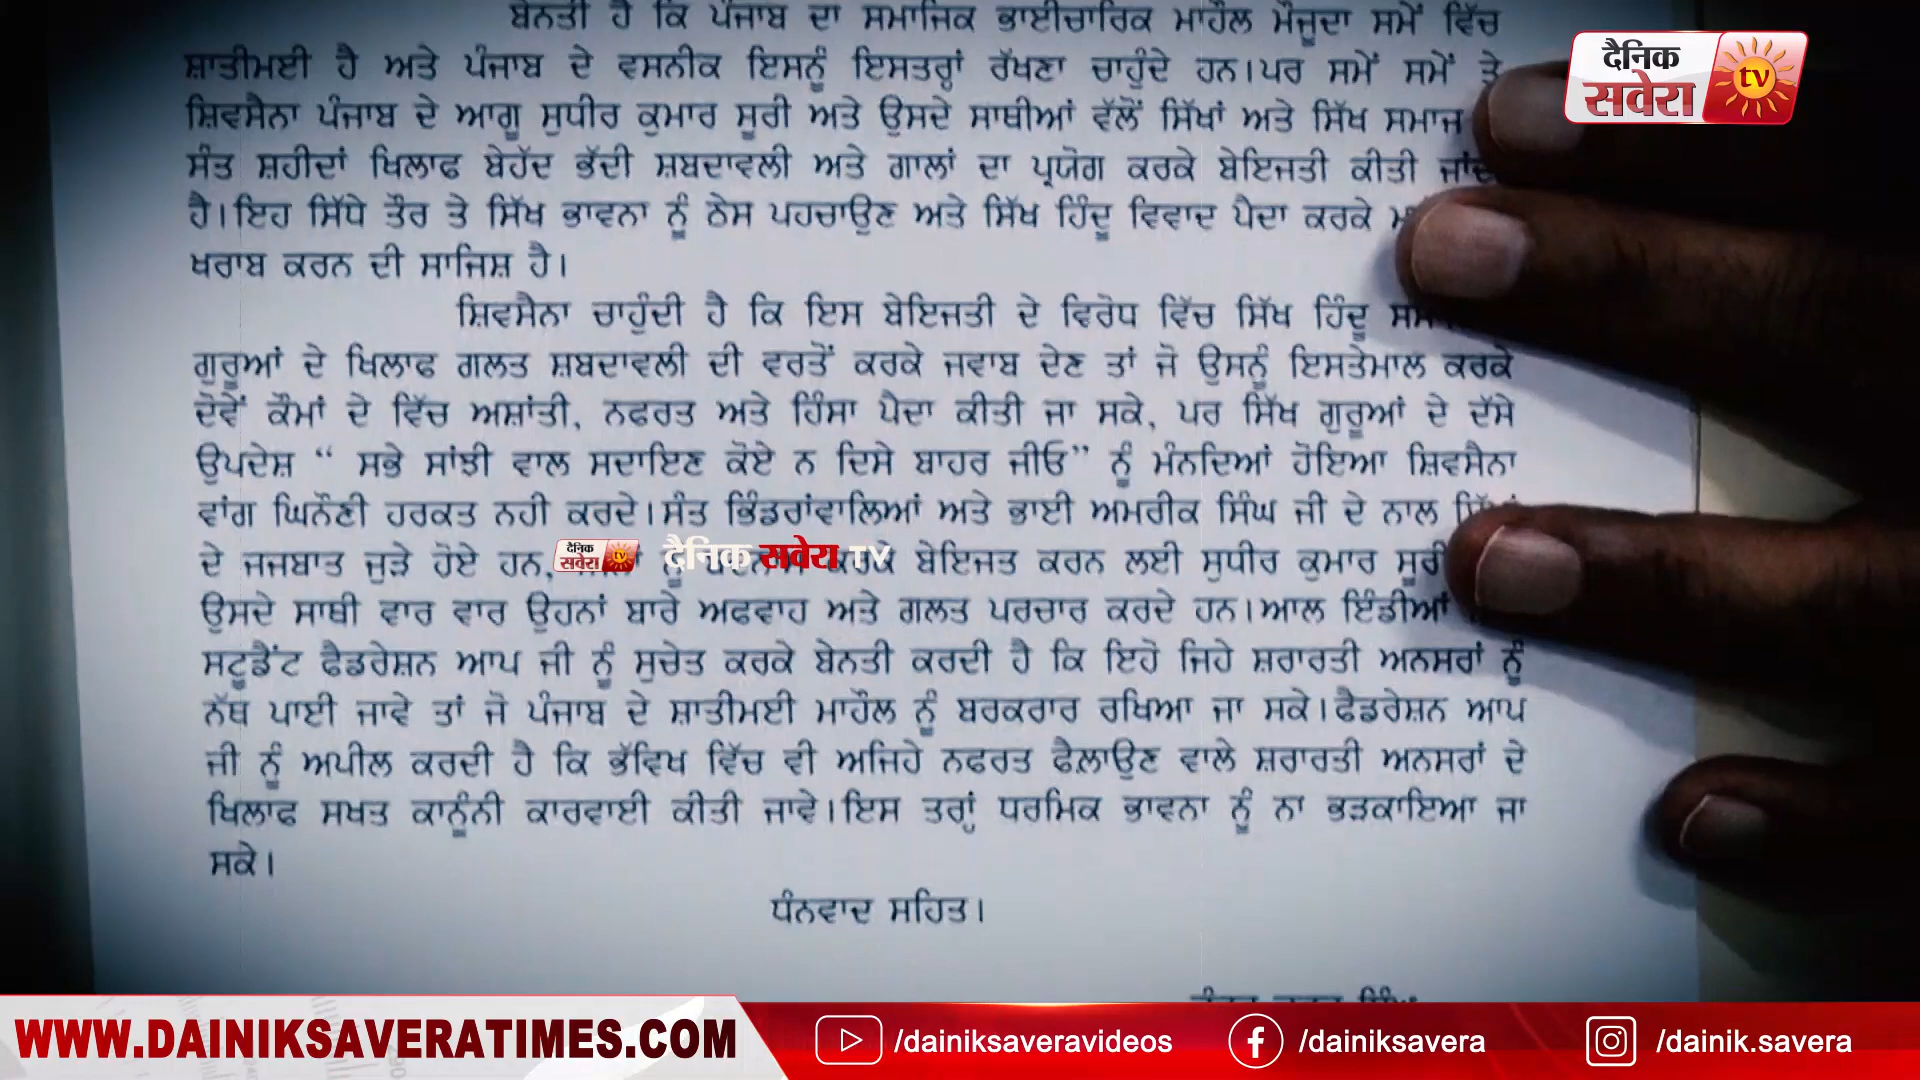 ਬੇਨਤੀ ਹੈ ਕਿ ਪੰਜਾਬ ਦਾ ਸਮਾਜਿਕ ਭਾਈਚਾਰਿਕ ਮਾਹੌਲ ਮੌਜੂਦਾ ਸਮੇਂ ਵਿੱਚ
ਸ਼ਾਤੀਮਈ ਹੈ ਅਤੇ ਪੰਜਾਬ ਦੇ ਵਸਨੀਕ ਇਸਨੂੰ ਇਸਤਰ੍ਹਾਂ ਰੱਖਣਾ ਚਾਹੁੰਦੇ ਹਨ।ਪਰ ਸਮੇਂ ਸਮੇਂ ਤੇ
ਸ਼ਿਵਸੈਨਾ ਪੰਜਾਬ ਦੇ ਆਗੂ ਸੁਧੀਰ ਕੁਮਾਰ ਸੂਰੀ ਅਤੇ ਉਸਦੇ ਸਾਥੀਆਂ ਵੱਲੋਂ ਸਿੱਖਾਂ ਅਤੇ ਸਿੱਖ ਸਮਾਜ
ਸੰਤ ਸ਼ਹੀਦਾਂ ਖਿਲਾਫ ਬੇਹੱਦ ਭੱਦੀ ਸ਼ਬਦਾਵਲੀ ਅਤੇ ਗਾਲਾਂ ਦਾ ਪ੍ਰਯੋਗ ਕਰਕੇ ਬੇਇਜਤੀ ਕੀਤੀ
ਹੈ।ਇਹ ਸਿੱਧੇ ਤੌਰ ਤੇ ਸਿੱਖ ਭਾਵਨਾ ਨੂੰ ਠੇਸ ਪਹਚਾਉਣ ਅਤੇ ਸਿੱਖ ਹਿੰਦੂ ਵਿਵਾਦ ਪੈਦਾ ਕਰਕੇ
ਖਰਾਬ ਕਰਨ ਦੀ ਸਾਜਿਸ਼ ਹੈ।
ਸ਼ਿਵਸੈਨਾ ਚਾਹੁੰਦੀ ਹੈ ਕਿ ਇਸ ਬੇਇਜਤੀ ਦੇ ਵਿਰੋਧ ਵਿੱਚ ਸਿੱਖ ਹਿੰਦੂ
ਗੁਰੂਆਂ ਦੇ ਖਿਲਾਫ ਗਲਤ ਸ਼ਬਦਾਵਲੀ ਦੀ ਵਰਤੋਂ ਕਰਕੇ ਜਵਾਬ ਦੇਣ ਤਾਂ ਜੋ ਉਸਨੂੰ ਇਸਤੇਮਾਲ ਕਰਕੇ
ਦੋਵੇਂ ਕੌਮਾਂ ਦੇ ਵਿੱਚ ਅਸ਼ਾਂਤੀ, ਨਫਰਤ ਅਤੇ ਹਿੰਸਾ ਪੈਦਾ ਕੀਤੀ ਜਾ ਸਕੇ, ਪਰ ਸਿੱਖ ਗੁਰੂਆਂ ਦੇ ਦੱਸੇ
ਉਪਦੇਸ਼ “ ਸਭੇ ਸਾਂਝੀ ਵਾਲ ਸਦਾਇਣ ਕੋਏ ਨ ਦਿਸੇ ਬਾਹਰ ਜੀਓ” ਨੂੰ ਮੰਨਦਿਆਂ ਹੋਇਆ ਸ਼ਿਵਸੈਨਾ
ਵਾਂਗ ਘਿਨੌਣੀ ਹਰਕਤ ਨਹੀ ਕਰਦੇ।ਸੰਤ ਭਿੰਡਰਾਂਵਾਲਿਆਂ ਅਤੇ ਭਾਈ ਅਮਰੀਕ ਸਿੰਘ ਜੀ ਦੇ ਨਾਲ
ਦੇ ਜਜਬਾਤ ਜੁੜੇ ਹੋਏ ਹਨ, ਕਰਕੇ ਬੇਇਜਤ ਕਰਨ ਲਈ ਸੁਧੀਰ ਕੁਮਾਰ ਸੂਰੀ
ਉਸਦੇ ਸਾਥੀ ਵਾਰ ਵਾਰ ਉਹਨਾਂ ਬਾਰੇ ਅਫਵਾਹ ਅਤੇ ਗਲਤ ਪਰਚਾਰ ਕਰਦੇ ਹਨ।ਆਲ ਇੰਡੀਆਂ
ਸਟੂਡੈਂਟ ਫੈਡਰੇਸ਼ਨ ਆਪ ਜੀ ਨੂੰ ਸੁਚੇਤ ਕਰਕੇ ਬੇਨਤੀ ਕਰਦੀ ਹੈ ਕਿ ਇਹੋ ਜਿਹੇ ਸ਼ਰਾਰਤੀ ਅਨਸਰਾਂ ਨੂੰ
ਨੱਥ ਪਾਈ ਜਾਵੇ ਤਾਂ ਜੋ ਪੰਜਾਬ ਦੇ ਸ਼ਾਤੀਮਈ ਮਾਹੌਲ ਨੂੰ ਬਰਕਰਾਰ ਰਖਿਆ ਜਾ ਸਕੇ।ਫੈਡਰੇਸ਼ਨ ਆਪ
ਜੀ ਨੂੰ ਅਪੀਲ ਕਰਦੀ ਹੈ ਕਿ ਭੱਵਿਖ ਵਿੱਚ ਵੀ ਅਜਿਹੇ ਨਫਰਤ ਫੈਲਾਉਣ ਵਾਲੇ ਸ਼ਰਾਰਤੀ ਅਨਸਰਾਂ ਦੇ
ਖਿਲਾਫ ਸਖਤ ਕਾਨੂੰਨੀ ਕਾਰਵਾਈ ਕੀਤੀ ਜਾਵੇ।ਇਸ ਤਰ੍ਹਾਂ ਧਰਮਿਕ ਭਾਵਨਾ ਨੂੰ ਨਾ ਭੜਕਾਇਆ ਜਾ
ਸਕੇ।
ਧੰਨਵਾਦ ਸਹਿਤ।
दैनिक
सवेरा tv
दैनिक सवेरा tv दैनिक सवेरा TV
WWW.DAINIKSAVERATIMES.COM /dainiksaveravideos /dainiksavera /dainik.savera